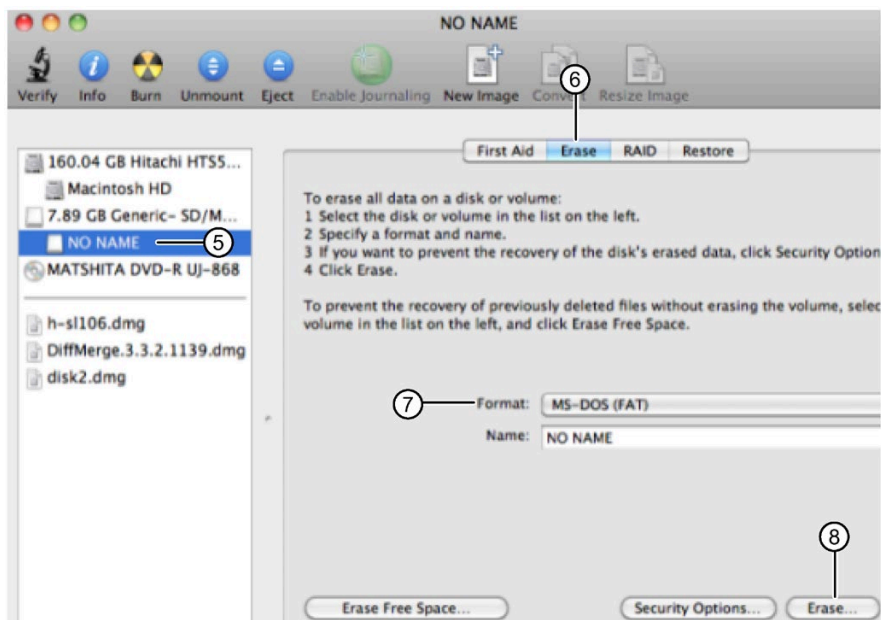 NO NAME
Verify Info Burn Unmount Eject Enable Journaling New Image Convert Resize Image
6
First Aid Erase RAID Restore
160.04 GB Hitachi HTS5...
Macintosh HD
7.89 GB Generic- SD/M...
NO NAME 5
MATSHITA DVD-R UJ-868
h-sl106.dmg
DiffMerge.3.3.2.1139.dmg
disk2.dmg
To erase all data on a disk or volume:
1 Select the disk or volume in the list on the left.
2 Specify a format and name.
3 If you want to prevent the recovery of the disk's erased data, click Security Option
4 Click Erase.
To prevent the recovery of previously deleted files without erasing the volume, selec
volume in the list on the left, and click Erase Free Space.
7 Format: MS-DOS (FAT)
Name: NO NAME
8
Erase Free Space... Security Options... Erase...